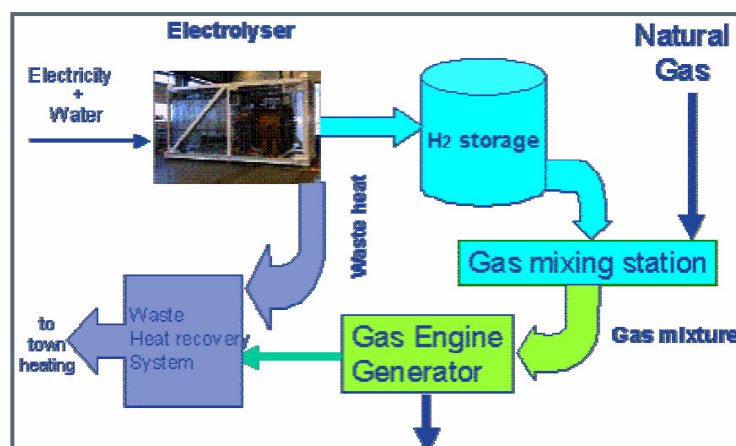 Electrolyser
Natural
Gas
Electricity
+
Water
H2 storage
Waste heat
Gas mixing station
Waste
Heat recovery
System
to
town
heating
Gas Engine
Generator
Gas mixture